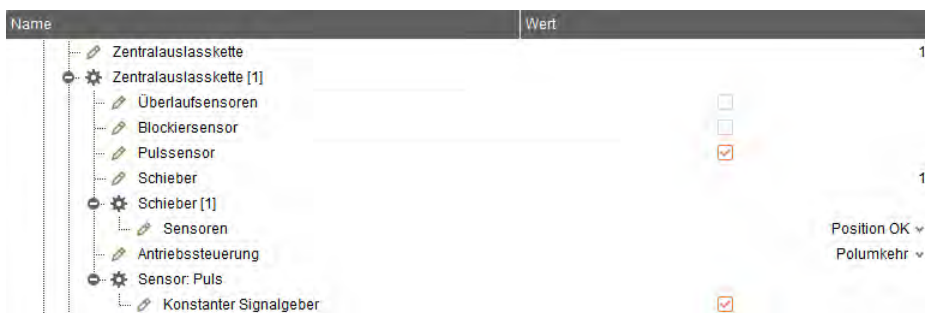 Name Wert
Zentralauslasskette 1
Zentralauslasskette [1]
Überlaufsensoren
Blockiersensor
Pulssensor
Schieber 1
Schieber [1]
Sensoren Position OK
Antriebssteuerung Polumkehr
Sensor: Puls
Konstanter Signalgeber